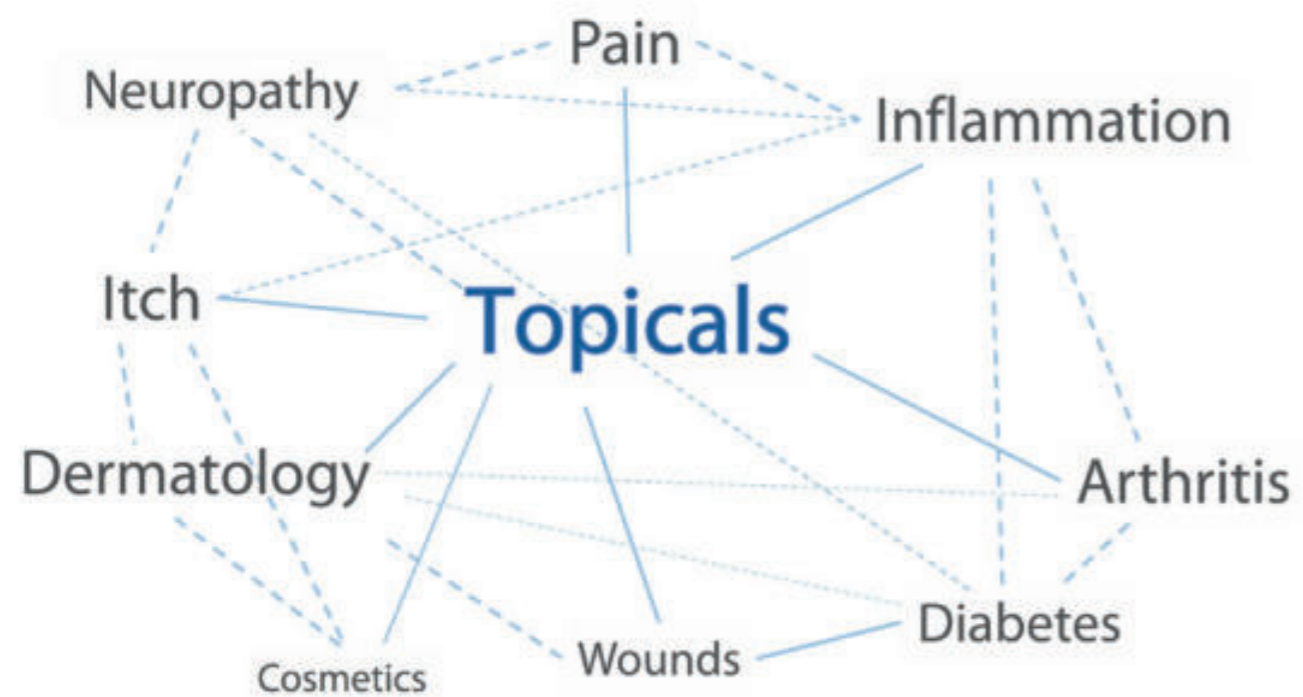 Pain
Neuropathy
Inflammation
Itch
Topicals
Dermatology
Arthritis
Diabetes
Wounds
Cosmetics